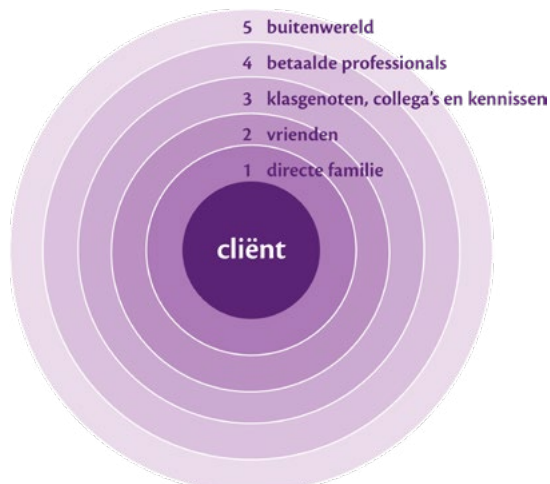 5 buitenwereld
4 betaalde professionals
3 klasgenoten, collega's en kennissen
2 vrienden
1 directe familie
cliënt